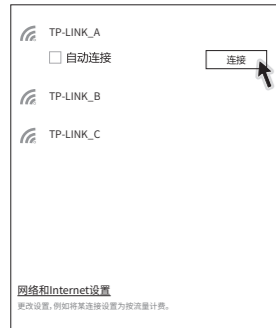 TP-LINK_A
自动连接
连接
TP-LINK_B
TP-LINK_C
网络和Internet设置
更改设置,例如将某连接设置为按流量计费。